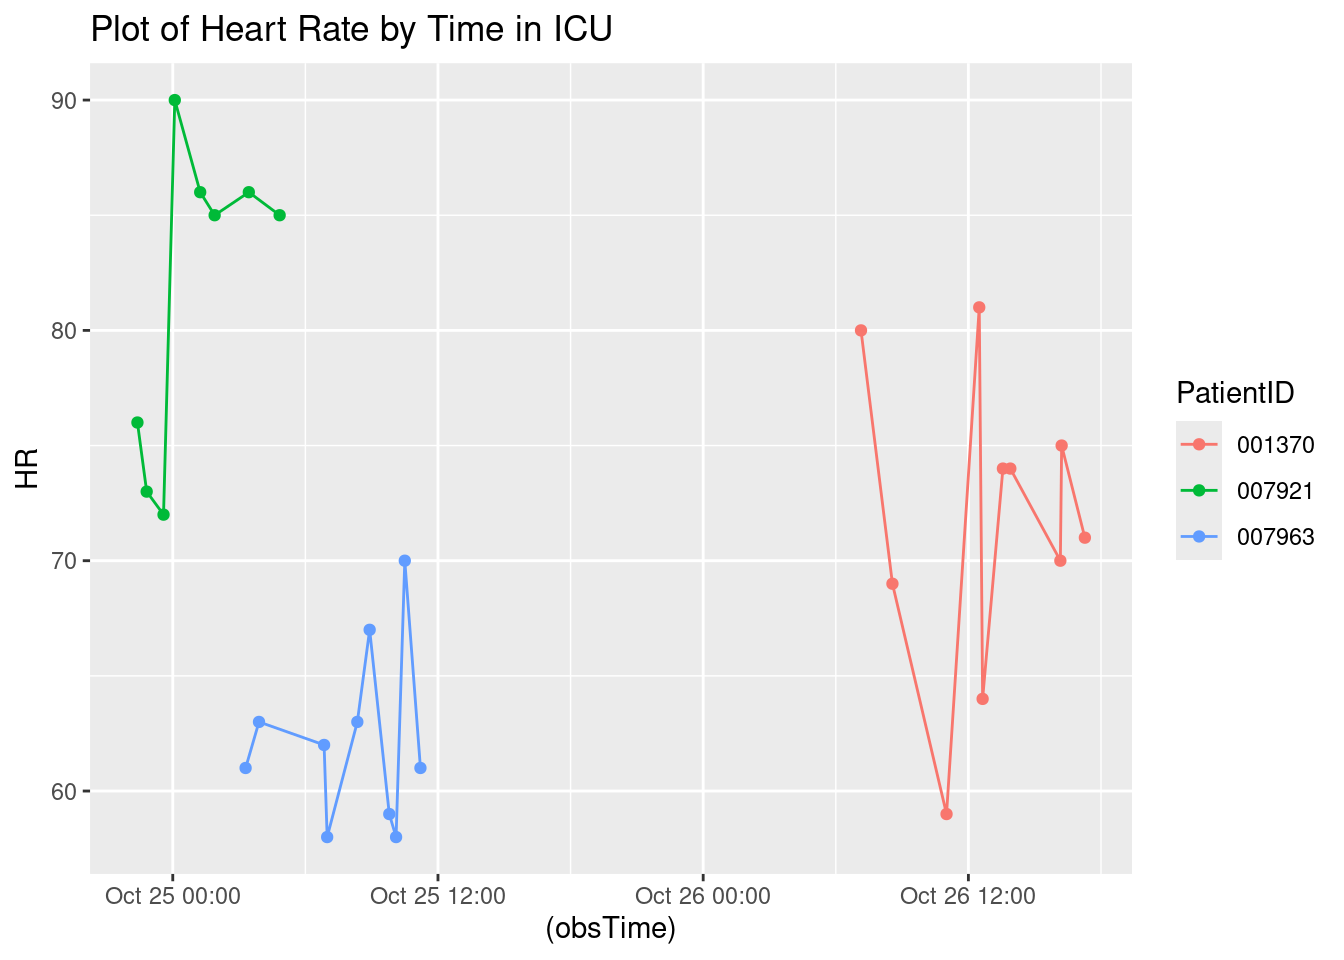 Plot of Heart Rate by Time in ICU
90
80
70
60
HR
Oct 25 00:00
Oct 25 12:00
Oct 26 00:00
Oct 26 12:00
(obsTime)
PatientID
001370
007921
007963